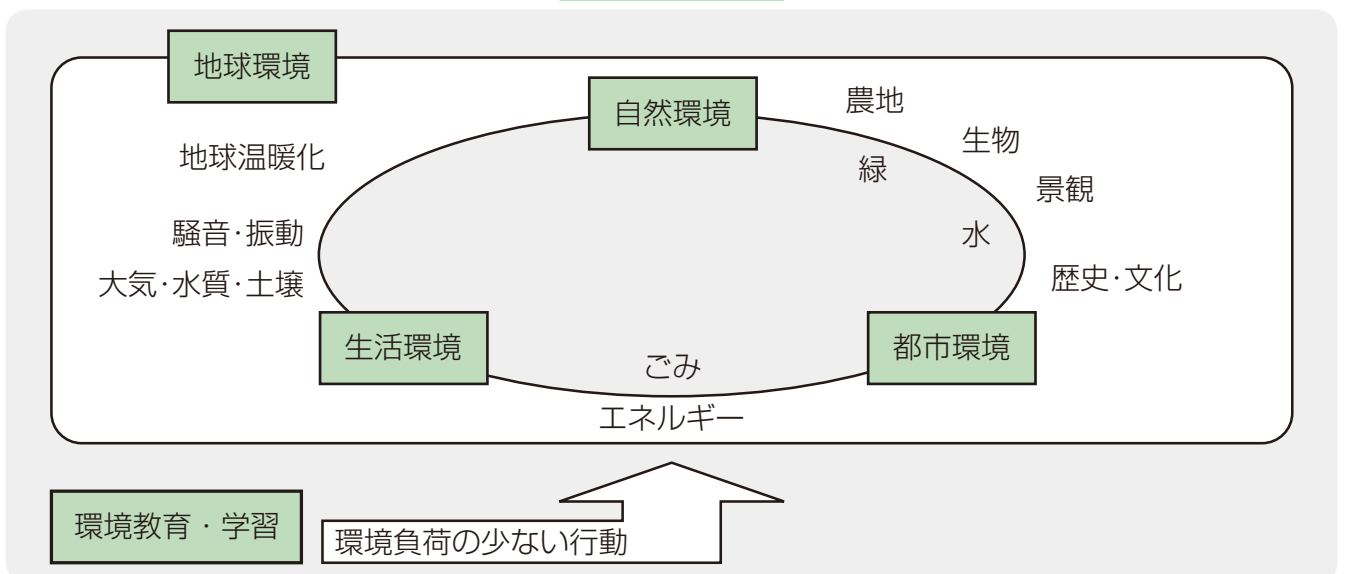 地球環境
自然環境
農地
生物
地球温暖化
緑
景観
騒音・振動
水
大気・水質・土壌
歴史・文化
生活環境
都市環境
ごみ
エネルギー
環境教育・学習
環境負荷の少ない行動